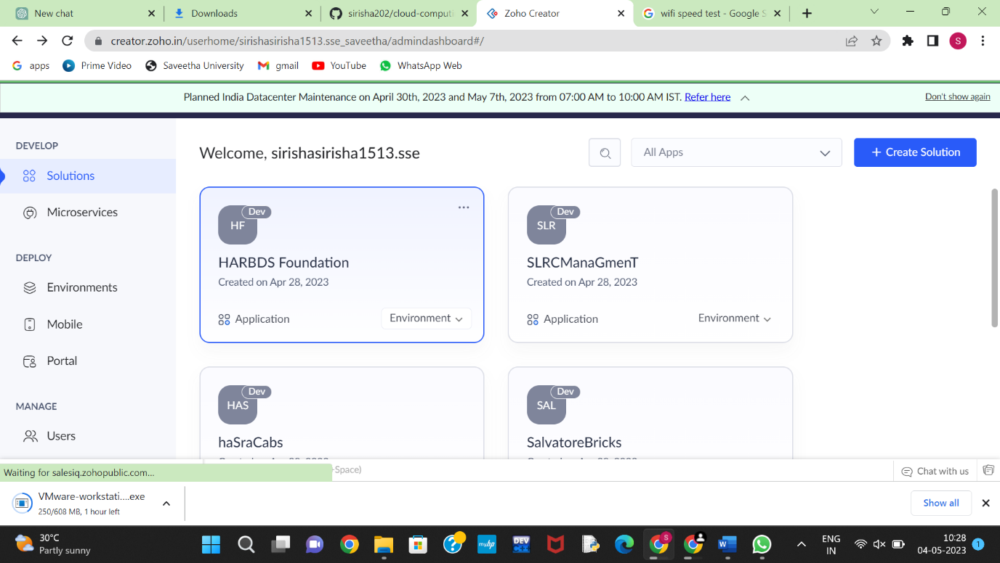 New chat
Downloads
sirisha202/cloud-computi
Zoho Creator
wifi speed test - Google S
creator.zoho.in/userhome/sirishasirisha1513.sse_saveetha/admindashboard#/
S
apps
Prime Video
Saveetha University
gmail
YouTube
WhatsApp Web
Planned India Datacenter Maintenance on April 30th, 2023 and May 7th, 2023 from 07:00 AM to 10:00 AM IST. Refer here
Don't show again
DEVELOP
Solutions
Microservices
DEPLOY
Environments
Mobile
Portal
MANAGE
Users
Welcome, sirishasirisha1513.sse
All Apps
+ Create Solution
Dev
HF
HARBDS Foundation
Created on Apr 28, 2023
Application
Environment
Dev
SLR
SLRCManaGmenT
Created on Apr 28, 2023
Application
Environment
Dev
HAS
haSraCabs
Dev
SAL
SalvatoreBricks
Waiting for salesiq.zohopublic.com...
+Space)
Chat with us
VMware-workstati....exe
250/608 MB, 1 hour left
Show all
30°C
Partly sunny
myhp
DEV
S
ENG
IN
10:28
04-05-2023
1